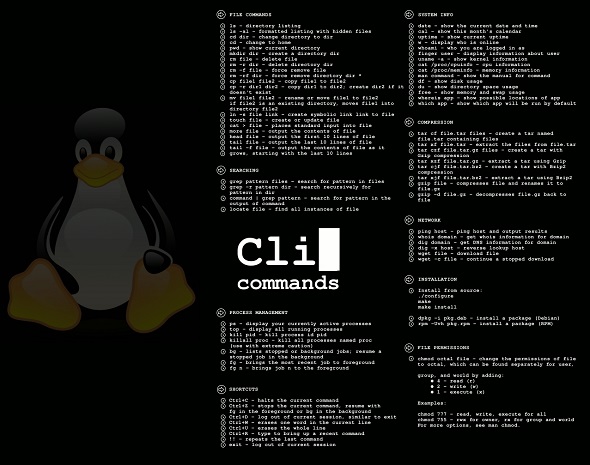 FILE COMMANDS
ls - directory listing
ls -al - formatted listing with hidden files
cd dir - change directory to dir
cd - change to home
pwd - show current directory
mkdir dir - create a directory dir
rm file - delete file
rm -r dir - delete directory dir
rm -f file - force remove file
rm -rf dir - force remove directory dir *
cp file1 file2 - copy file1 to file2
cp -r dir1 dir2 - copy dir1 to dir2; create dir2 if it
doesn't exist
mv file1 file2 - rename or move file1 to file2
if file2 is an existing directory, moves file1 into
directory file2
ln -s file link - create symbolic link link to file
touch file - create or update file
cat > file - places standard input into file
more file - output the contents of file
head file - output the first 10 lines of file
tail file - output the last 10 lines of file
tail -f file - output the contents of file as it
grows, starting with the last 10 lines
SEARCHING
grep pattern files - search for pattern in files
grep -r pattern dir - search recursively for
pattern in dir
command | grep pattern - search for pattern in the
output of command
locate file - find all instances of file
Cli
commands
PROCESS MANAGEMENT
ps - display your currently active processes
top - display all running processes
kill pid - kill process id pid
killall proc - kill all processes named proc
(use with extreme caution)
bg - lists stopped or background jobs; resume a
stopped job in the background
fg - brings the most recent job to foreground
fg n - brings job n to the foreground
SHORTCUTS
Ctrl+C - halts the current command
Ctrl+Z - stops the current command, resume with
fg in the foreground or bg in the background
Ctrl+D - log out of current session, similar to exit
Ctrl+W - erases one word in the current line
Ctrl+U - erases the whole line
Ctrl+R - type to bring up a recent command
!! - repeats the last command
exit - log out of current session
SYSTEM INFO
date - show the current date and time
cal - show this month's calendar
uptime - show current uptime
w - display who is online
whoami - who you are logged in as
finger user - display information about user
uname -a - show kernel information
cat /proc/cpuinfo - cpu information
cat /proc/meminfo - memory information
man command - show the manual for command
df - show disk usage
du - show directory space usage
free - show memory and swap usage
whereis app - show possible locations of app
which app - show which app will be run by default
COMPRESSION
tar cf file.tar files - create a tar named
file.tar containing files
tar xf file.tar - extract the files from file.tar
tar czf file.tar.gz files - create a tar with
Gzip compression
tar xzf file.tar.gz - extract a tar using Gzip
tar cjf file.tar.bz2 - create a tar with Bzip2
compression
tar xjf file.tar.bz2 - extract a tar using Bzip2
gzip file - compresses file and renames it to
file.gz
gzip -d file.gz - decompresses file.gz back to
file
NETWORK
ping host - ping host and output results
whois domain - get whois information for domain
dig domain - get DNS information for domain
dig -x host - reverse lookup host
wget file - download file
wget -c file - continue a stopped download
INSTALLATION
Install from source:
./configure
make
make install
dpkg -i pkg.deb - install a package (Debian)
rpm -Uvh pkg.rpm - install a package (RPM)
FILE PERMISSION
chmod octal file - change the permissions of file
to octal, which can be found separately for user,
group, and world by adding:
● 4 - read (r)
● 2 - write (w)
● 1 - execute (x)
Examples:
chmod 777 - read, write, execute for all
chmod 755 - rwx for owner, rx for group and world
For more options, see man chmod.